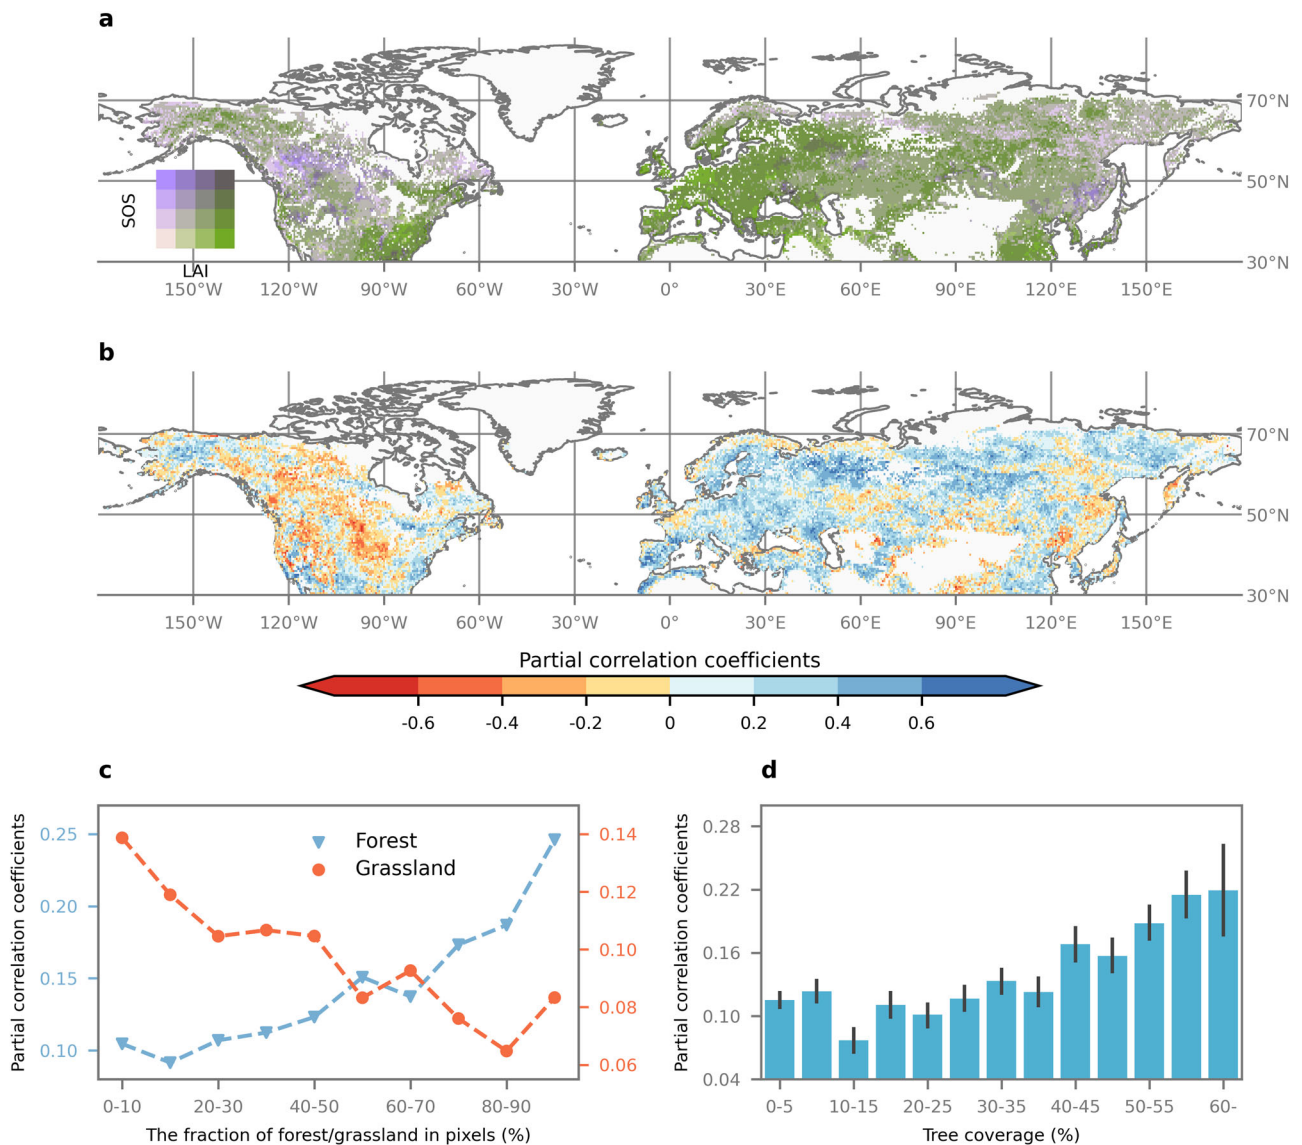 a
70°N
50°N
30°N
SOS
LAI
150°W 120°W 90°W 60°W 30°W 0° 30°E 60°E 90°E 120°E 150°E
b
70°N
50°N
30°N
150°W 120°W 90°W 60°W 30°W 0° 30°E 60°E 90°E 120°E 150°E
Partial correlation coefficients
-0.6 -0.4 -0.2 0 0.2 0.4 0.6
c
Partial correlation coefficients
0.25
0.20
0.15
0.10
Forest
Grassland
0.14
0.12
0.10
0.08
0.06
0-10 20-30 40-50 60-70 80-90
The fraction of forest/grassland in pixels (%)
d
Partial correlation coefficients
0.28
0.22
0.16
0.10
0.04
0-5 10-15 20-25 30-35 40-45 50-55 60-
Tree coverage (%)